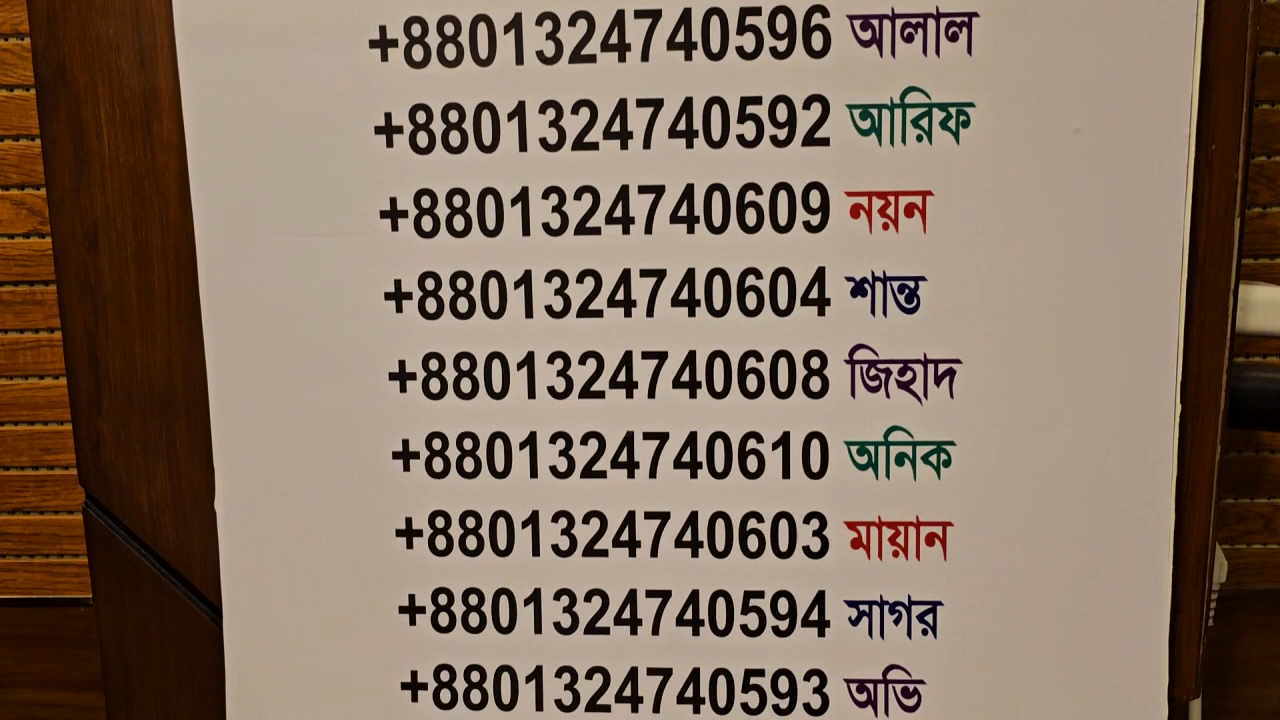 +8801324740596 আলাল
+8801324740592 আরিফ
+8801324740609 নয়ন
+8801324740604 শান্ত
+8801324740608 জিহাদ
+8801324740610 অনিক
+8801324740603 মায়ান
+8801324740594 সাগর
+8801324740593 অভি